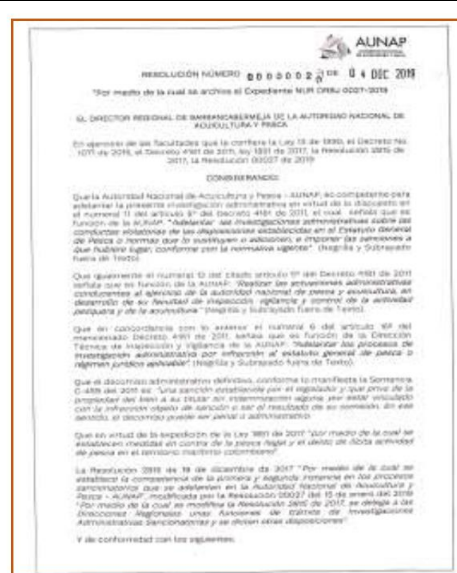 AUNAP
RESOLUCIÓN NÚMERO 0000002 DE 04 DIC 2019
"Por medio de la cual se archiva el Expediente NUR DRBJ 0027-2019
EL DIRECTOR REGIONAL DE BARRANCABERMEJA DE LA AUTORIDAD NACIONAL DE
ACUICULTURA Y PESCA
En ejercicio de las facultades que le confiere la Ley 13 de 1990, el Decreto No.
1071 de 2015, el Decreto 4181 de 2011, ley 1851 de 2017, la Resolución 2815 de
2017, la Resolución 00027 de 2019
CONSIDERANDO:
Que la Autoridad Nacional de Acuicultura y Pesca - AUNAP, es competente para
adelantar la presente investigación administrativa en virtud de lo dispuesto en
el numeral 11 del artículo 5º del Decreto 4181 de 2011, el cual señala que es
función de la AUNAP. "Adelantar las investigaciones administrativas sobre las
conductas violatorias de las disposiciones establecidas en el Estatuto General
de Pesca o normas que lo sustituyen o adicionen, e imponer las sanciones a
que hubiere lugar, conforme con la normativa vigente". (Negrilla y Subrayado
fuera de Texto).
Que igualmente el numeral 12 del citado artículo 5º del Decreto 4181 de 2011
señala que es función de la AUNAP. "Realizar las actuaciones administrativas
conducentes al ejercicio de la autoridad nacional de pesca y acuicultura, en
desarrollo de su facultad de inspección, vigilancia y control de la actividad
pesquera y de la acuicultura." (Negrilla y Subrayado fuera de Texto).
Que en concordancia con lo anterior el numeral 6 del artículo 16º del
mencionado Decreto 4181 de 2011, señala que es función de la Dirección
Técnica de Inspección y Vigilancia de la AUNAP. "Adelantar los procesos de
investigación administrativa por infracción al estatuto general de pesca o
régimen jurídico aplicable". (Negrilla y Subrayado fuera de Texto).
Que el decomiso administrativo definitivo, conforme lo manifiesta la Sentencia
C-459 del 2011 es "una sanción establecida por el legislador y que priva de la
propiedad del bien a su titular sin indemnización alguna, por estar vinculado
con la infracción objeto de sanción o ser el resultado de su comisión. En ese
sentido, el decomiso puede ser penal o administrativo.
Que en virtud de la expedición de la Ley 1851 de 2017 "por medio de la cual se
establecen medidas en contra de la pesca ilegal y el delito de ilícita actividad
de pesca en el territorio marítimo colombiano"
La Resolución 2815 de 18 de diciembre de 2017 "Por medio de la cual se
establece la competencia de la primera y segunda instancia en los procesos
sancionatorios que se adelanten en la Autoridad Nacional de Acuicultura y
Pesca - AUNAP, modificada por la Resolución 00027 del 15 de enero del 2019
"Por medio de la cual se modifica la Resolución 2815 de 2017, se delega a las
Direcciones Regionales unas funciones de trámite de Investigaciones
Administrativas Sancionatorias y se dictan otras disposiciones"
Y de conformidad con los siguientes: